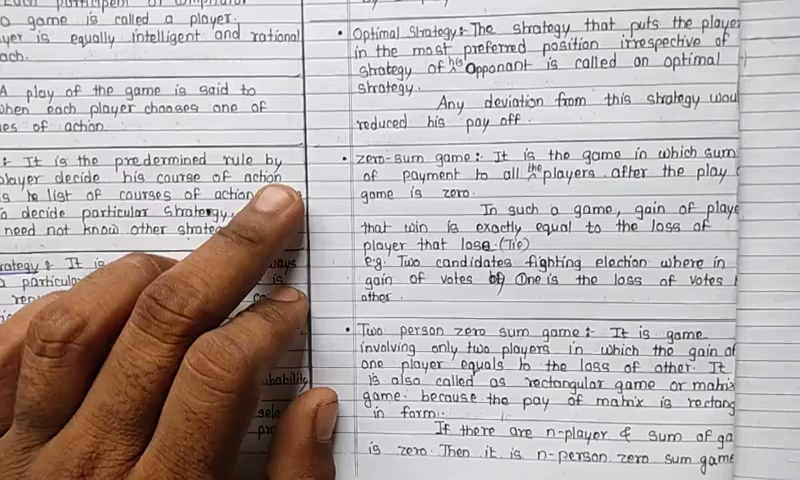 a game is called a player.
yer is equally intelligent and rational
ach.
A play of the game is said to
when each player chooses one of
es of action.
: It is the predermined rule by
player decide his course of action
is te list of courses of action
to decide particular Strategy,
need not know other strate
rategy : It is ways
a particula is
bability
sele
pr
• Optimal Strategy : The strategy that puts the player
in the most preferred position irrespective of
strategy of his Opponant is called an optimal
strategy.
Any deviation from this strategy wou
reduced his pay off.
• zero-sum game :- It is the game in which sum
of payment to all the players after the play
game is zero.
In such a game, gain of playe
that win is exactly equal to the loss of
player that lose. (Tie)
e.g. Two candidates fighting election where in
gain of votes of One is the loss of votes
other.
• Two person zero sum game :- It is game
involving only two players in which the gain of
one player equals to the loss of other. It
is also called as rectangular game or matrix
game. because the pay of matrix is rectang
in form.
If there are n-player & sum of ga
is zero. Then it is n-person zero sum game